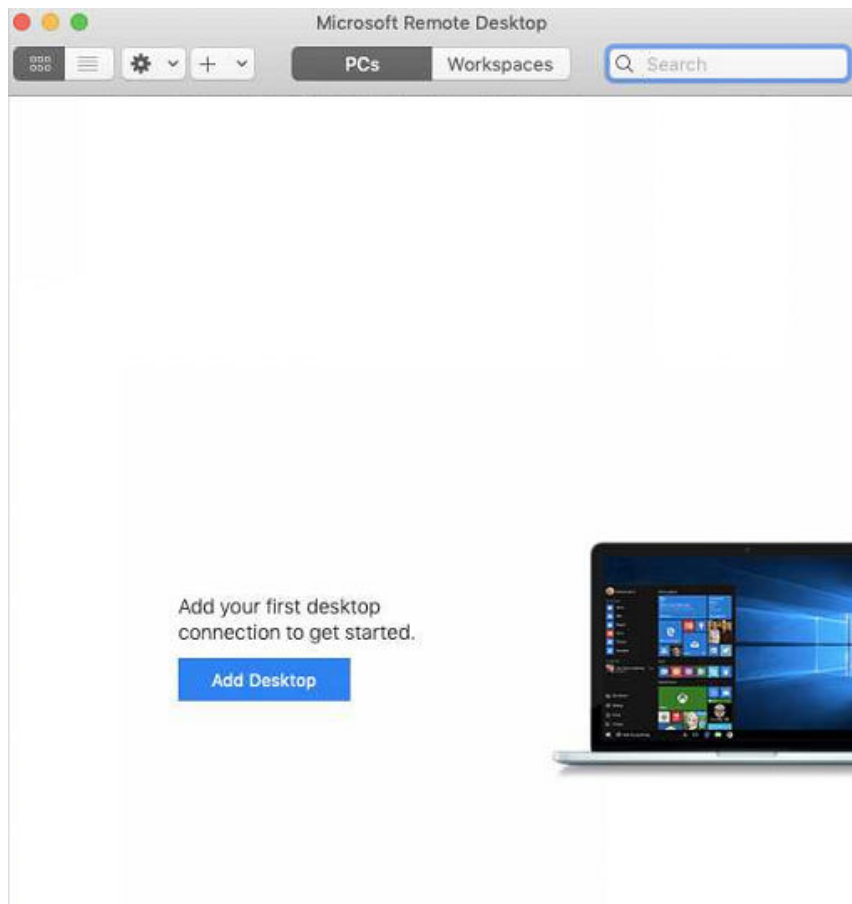 Microsoft Remote Desktop
PCs
Workspaces
Search
Add your first desktop
connection to get started.
Add Desktop